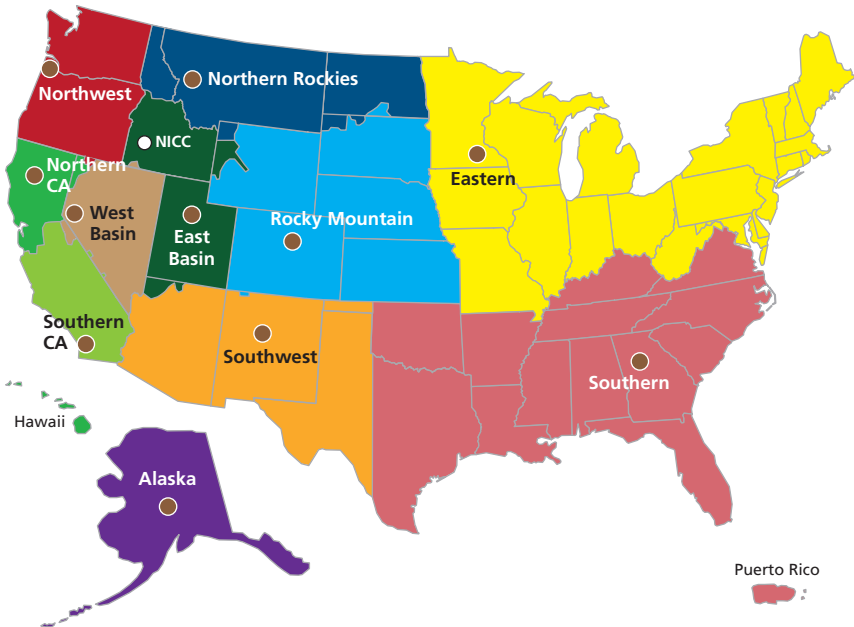 Northern Rockies
Northwest
NICC
Northern
CA
Eastern
West
Basin
Rocky Mountain
East
Basin
Southern
CA
Southwest
Southern
Hawaii
Alaska
Puerto Rico